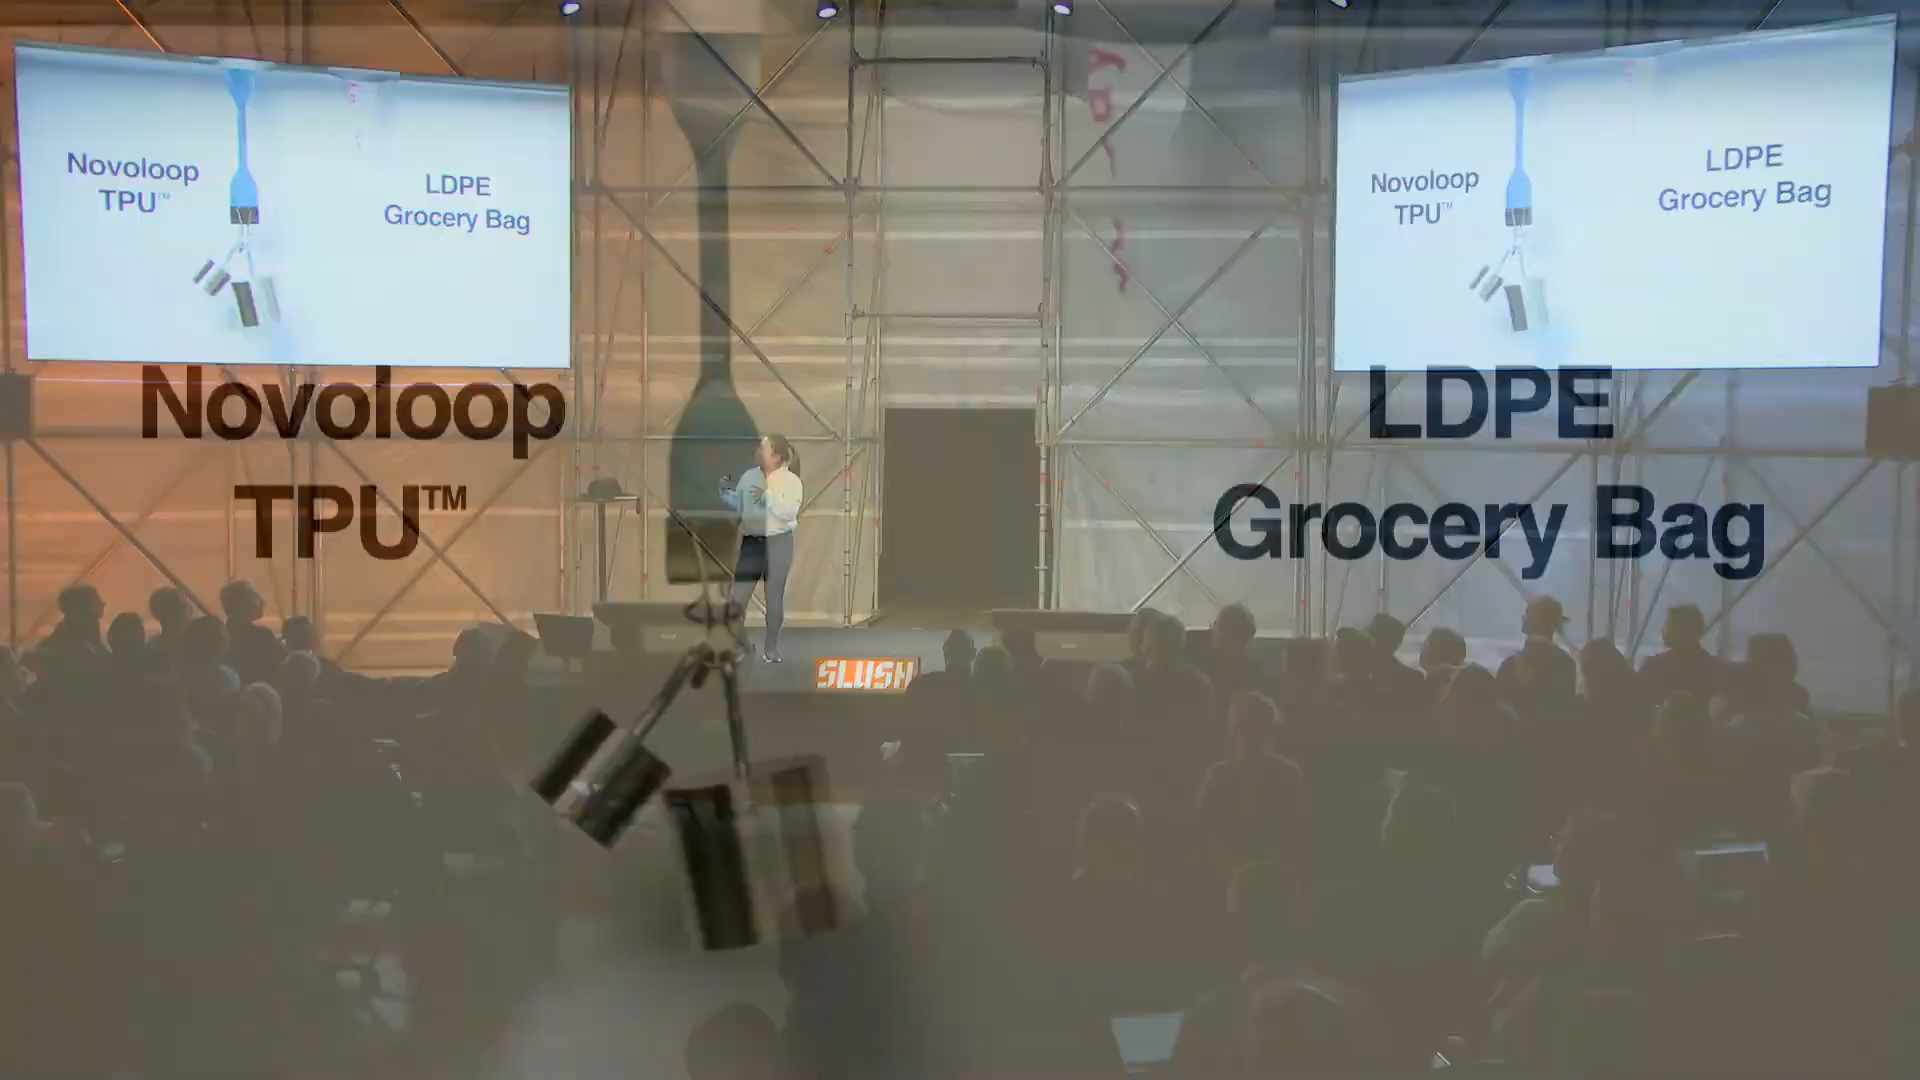 Novoloop
TPU™
LDPE
Grocery Bag
Novoloop
TPU™
LDPE
Grocery Bag
Novoloop
TPU™
LDPE
Grocery Bag
SLUSH